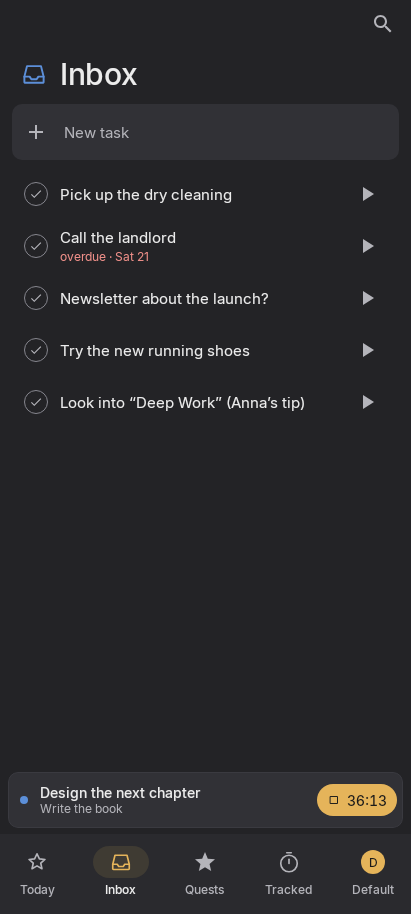 Inbox
New task
Pick up the dry cleaning
Call the landlord
overdue · Sat 21
Newsletter about the launch?
Try the new running shoes
Look into “Deep Work” (Anna’s tip)
Design the next chapter
Write the book
36:13
Today
Inbox
Quests
Tracked
D
Default